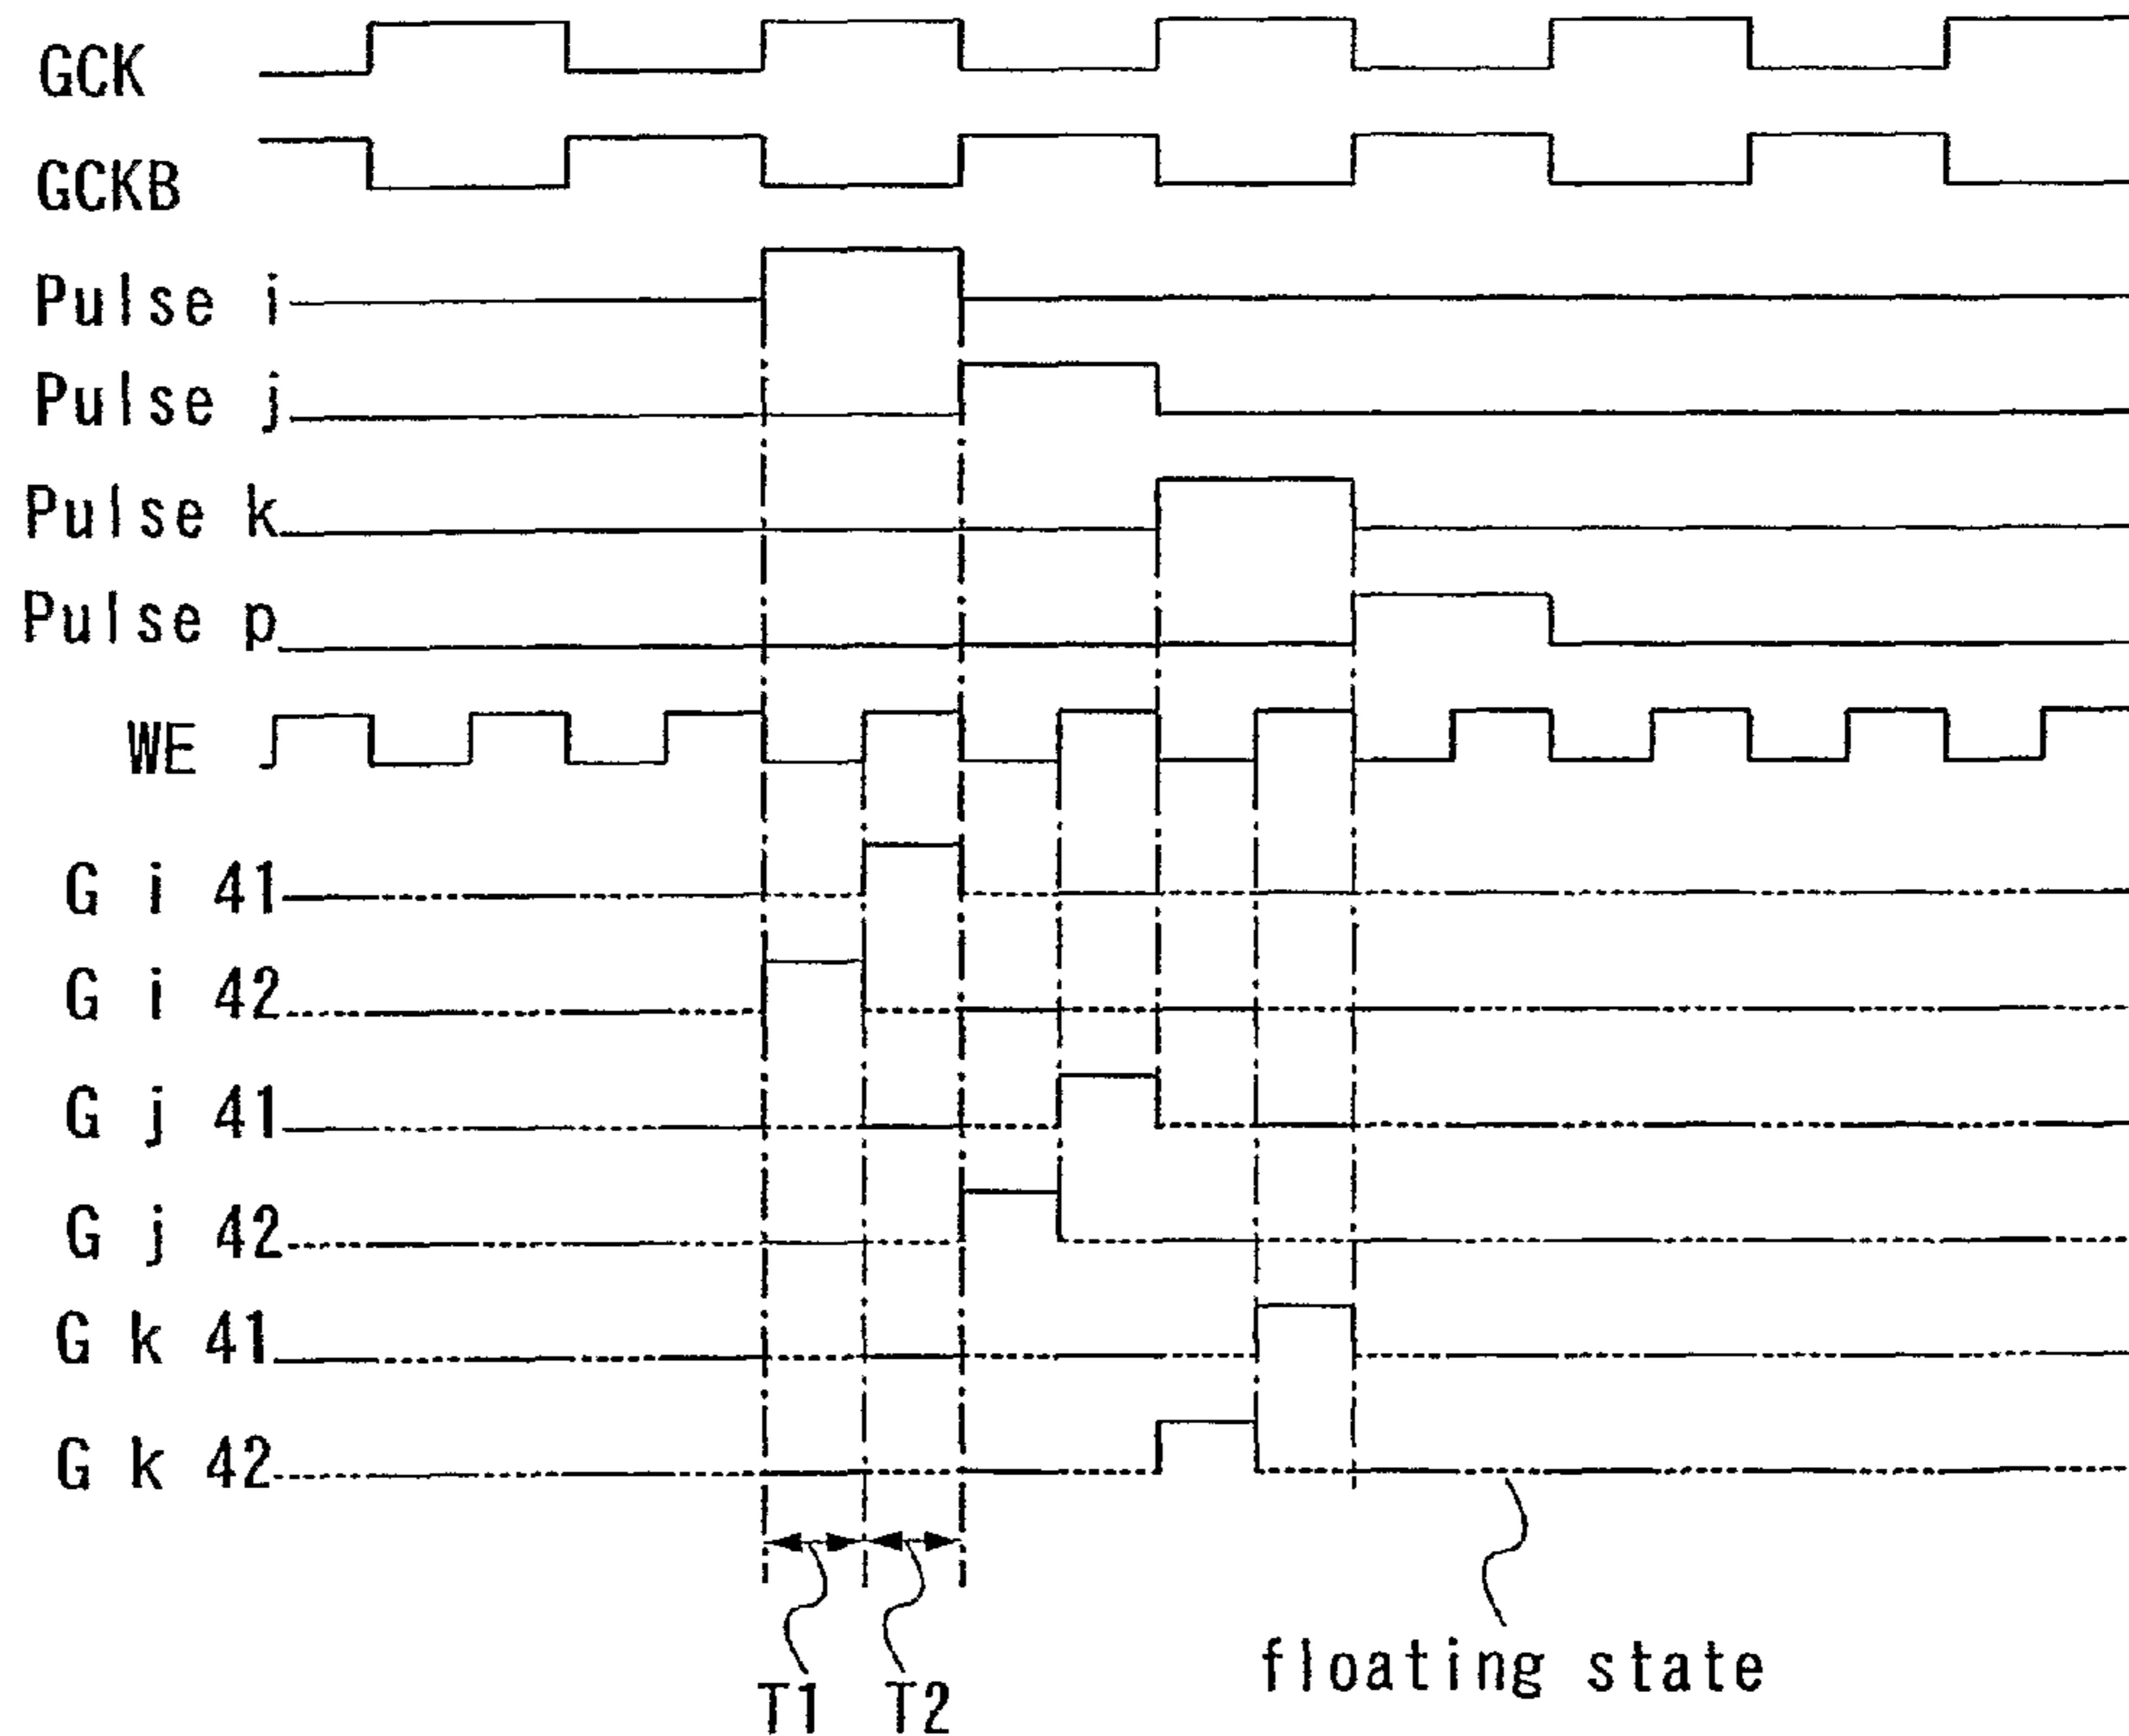 GCK
GCKB
Pulse i
Pulse j
Pulse k
Pulse p
WE
G i 41
G i 42
G j 41
G j 42
G k 41
G k 42
T1 T2
floating state